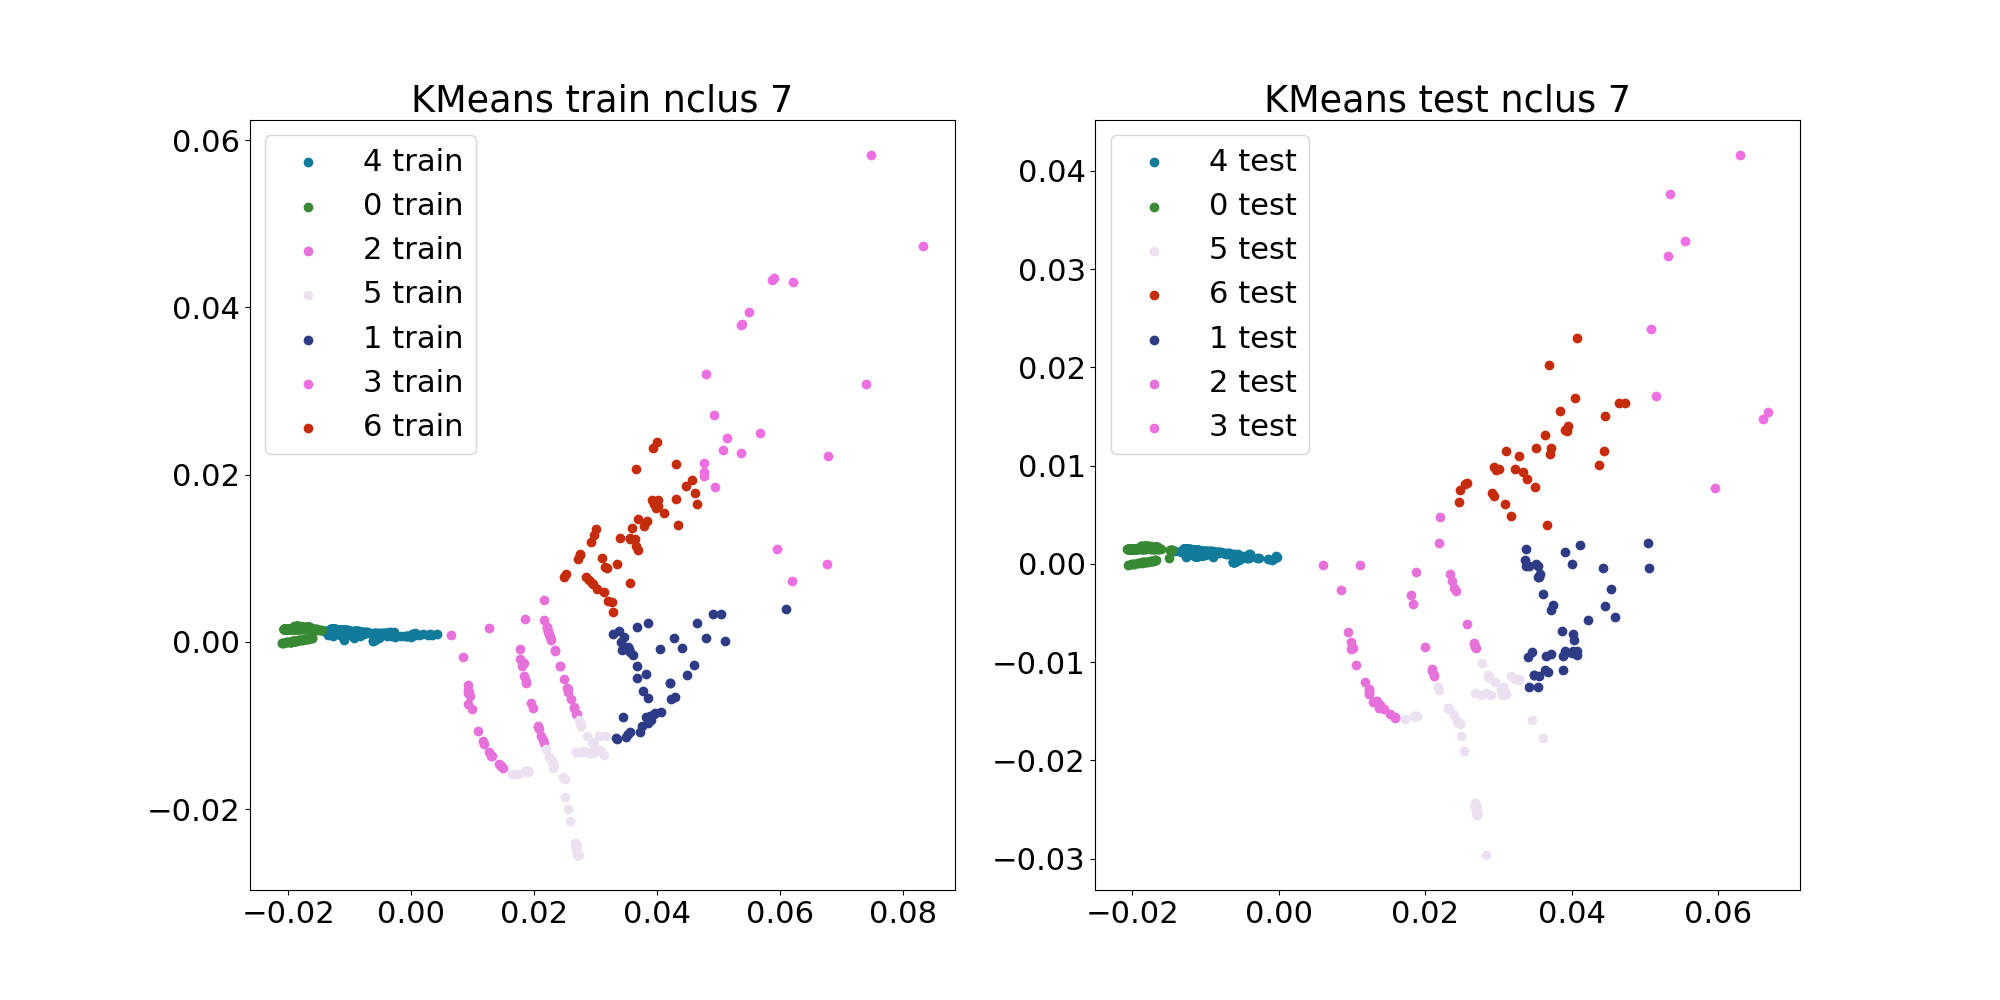 KMeans train nclus 7
0.06
0.04
0.02
0.00
−0.02
4 train
0 train
2 train
5 train
1 train
3 train
6 train
−0.02 0.00 0.02 0.04 0.06 0.08
KMeans test nclus 7
0.04
0.03
0.02
0.01
0.00
−0.01
−0.02
−0.03
4 test
0 test
5 test
6 test
1 test
2 test
3 test
−0.02 0.00 0.02 0.04 0.06